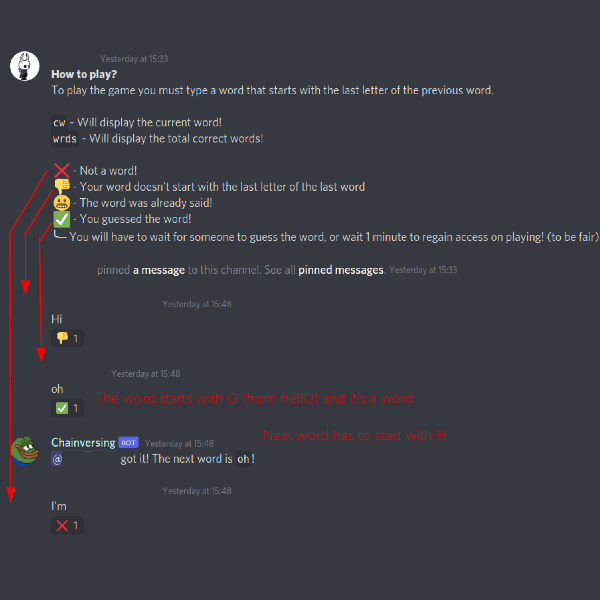 Yesterday at 15:33
How to play?
To play the game you must type a word that starts with the last letter of the previous word.
cw - Will display the current word!
wrds - Will display the total correct words!
- Not a word!
- Your word doesn't start with the last letter of the last word
- The word was already said!
- You guessed the word!
You will have to wait for someone to guess the word, or wait 1 minute to regain access on playing! (to be fair)
pinned a message to this channel. See all pinned messages. Yesterday at 15:33
Yesterday at 15:48
Hi
1
Yesterday at 15:48
oh
The word starts with O (from hellO) and it's a word
1
Next word has to start with H
Chainversing BOT Yesterday at 15:48
@ got it! The next word is oh!
Yesterday at 15:48
I'm
1